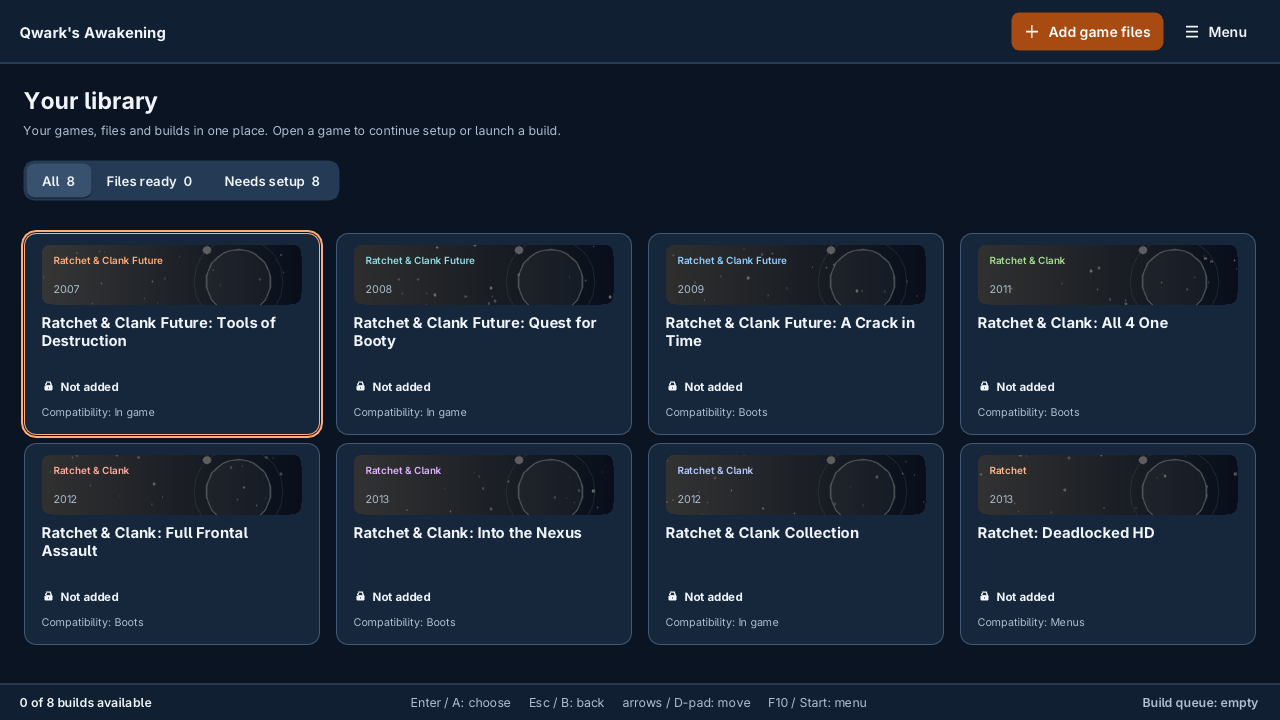 Qwark's Awakening
Add game files
Menu
Your library
Your games, files and builds in one place. Open a game to continue setup or launch a build.
All 8
Files ready 0
Needs setup 8
Ratchet & Clank Future
2007
Ratchet & Clank Future: Tools of
Destruction
Not added
Compatibility: In game
Ratchet & Clank Future
2008
Ratchet & Clank Future: Quest for
Booty
Not added
Compatibility: In game
Ratchet & Clank Future
2009
Ratchet & Clank Future: A Crack in
Time
Not added
Compatibility: Boots
Ratchet & Clank
2011
Ratchet & Clank: All 4 One
Not added
Compatibility: Boots
Ratchet & Clank
2012
Ratchet & Clank: Full Frontal
Assault
Not added
Compatibility: Boots
Ratchet & Clank
2013
Ratchet & Clank: Into the Nexus
Not added
Compatibility: Boots
Ratchet & Clank
2012
Ratchet & Clank Collection
Not added
Compatibility: In game
Ratchet
2013
Ratchet: Deadlocked HD
Not added
Compatibility: Menus
0 of 8 builds available
Enter / A: choose
Esc / B: back
arrows / D-pad: move
F10 / Start: menu
Build queue: empty